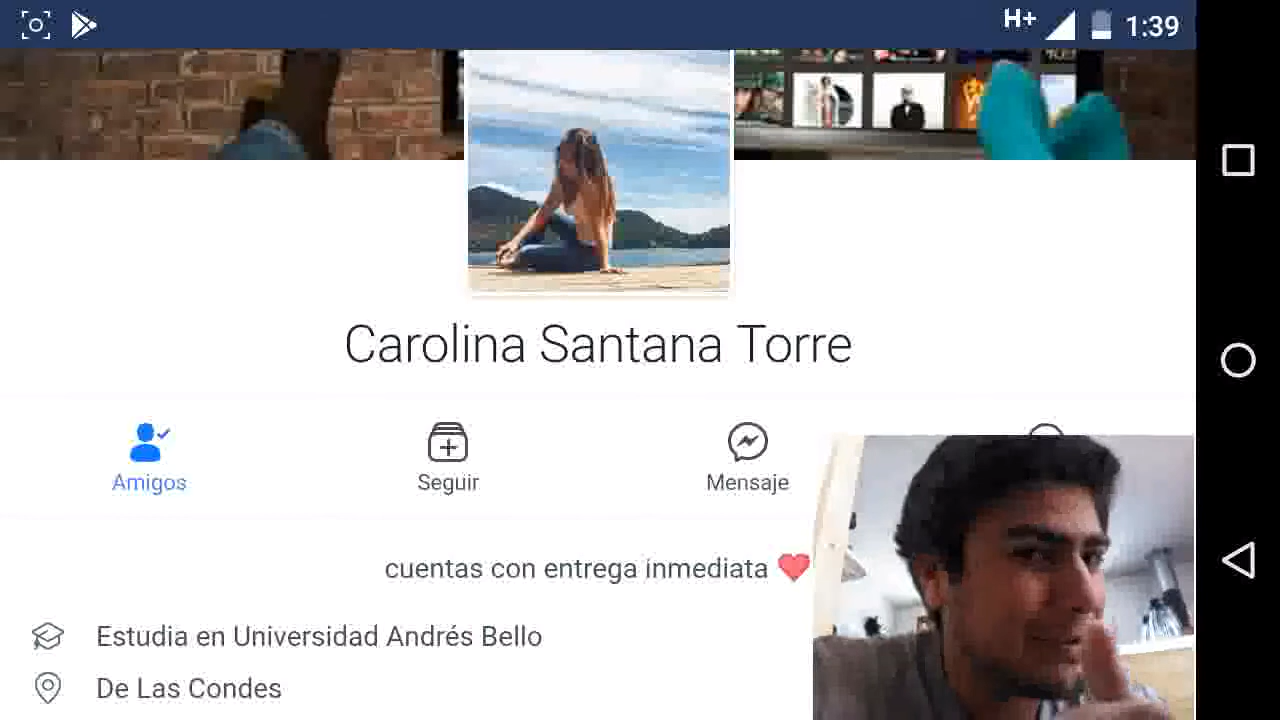 H+ 1:39
Carolina Santana Torre
Amigos Seguir Mensaje
cuentas con entrega inmediata ❤
Estudia en Universidad Andrés Bello
De Las Condes